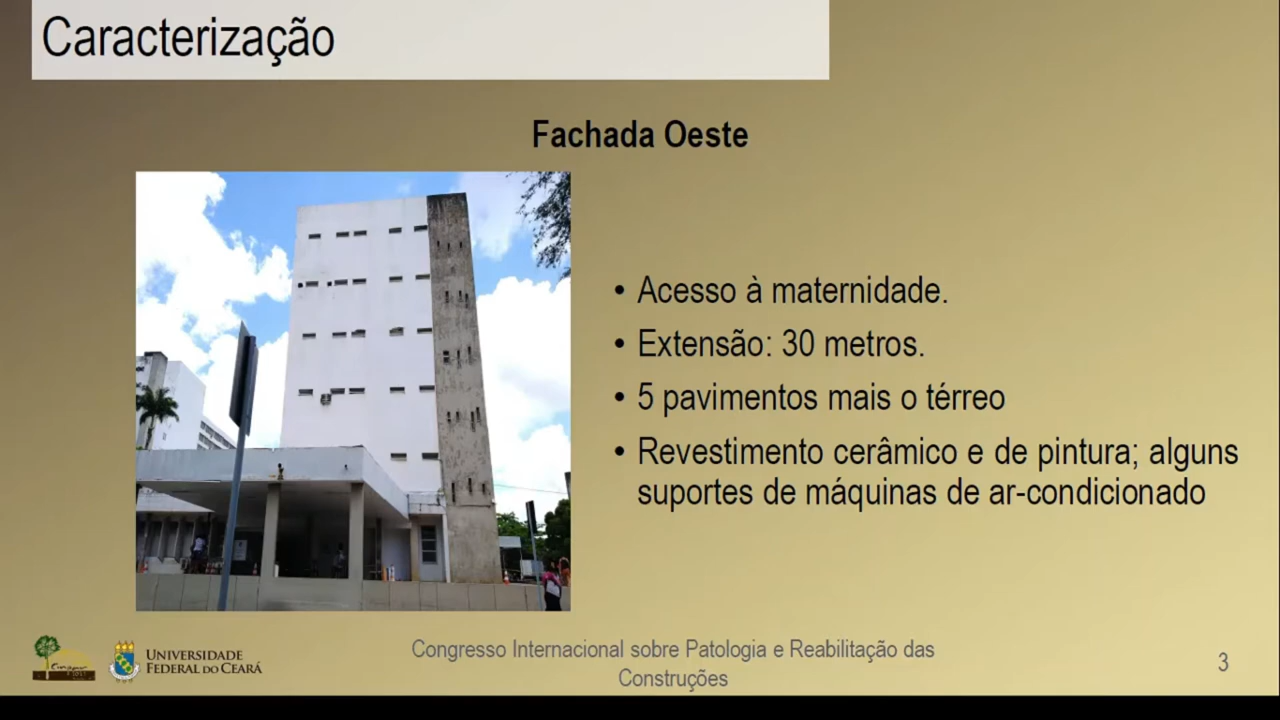 Caracterização
Fachada Oeste
• Acesso à maternidade.
• Extensão: 30 metros.
• 5 pavimentos mais o térreo
• Revestimento cerâmico e de pintura; alguns
suportes de máquinas de ar-condicionado
UNIVERSIDADE
FEDERAL DO CEARÁ
Congresso Internacional sobre Patologia e Reabilitação das
Construções
3